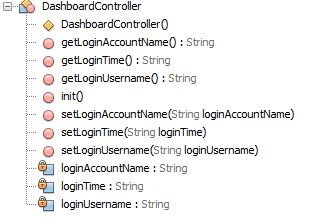 DashboardController
DashboardController()
getLoginAccountName() : String
getLoginTime() : String
getLoginUsername() : String
init()
setLoginAccountName(String loginAccountName)
setLoginTime(String loginTime)
setLoginUsername(String loginUsername)
loginAccountName : String
loginTime : String
loginUsername : String